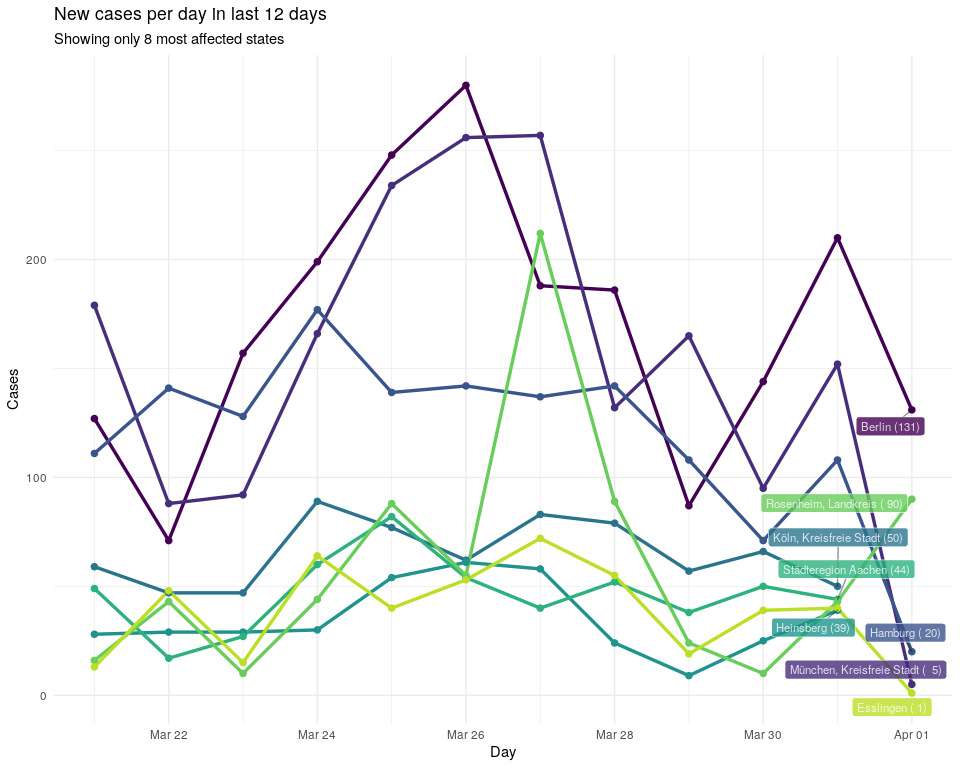 New cases per day in last 12 days
Showing only 8 most affected states
Cases
200
100
0
Berlin (131)
Rosenheim, Landkreis ( 90)
Köln, Kreisfreie Stadt (50)
Städteregion Aachen (44)
Heinsberg (39)
Hamburg ( 20)
München, Kreisfreie Stadt (  5)
Esslingen ( 1)
Mar 22
Mar 24
Mar 26
Mar 28
Mar 30
Apr 01
Day